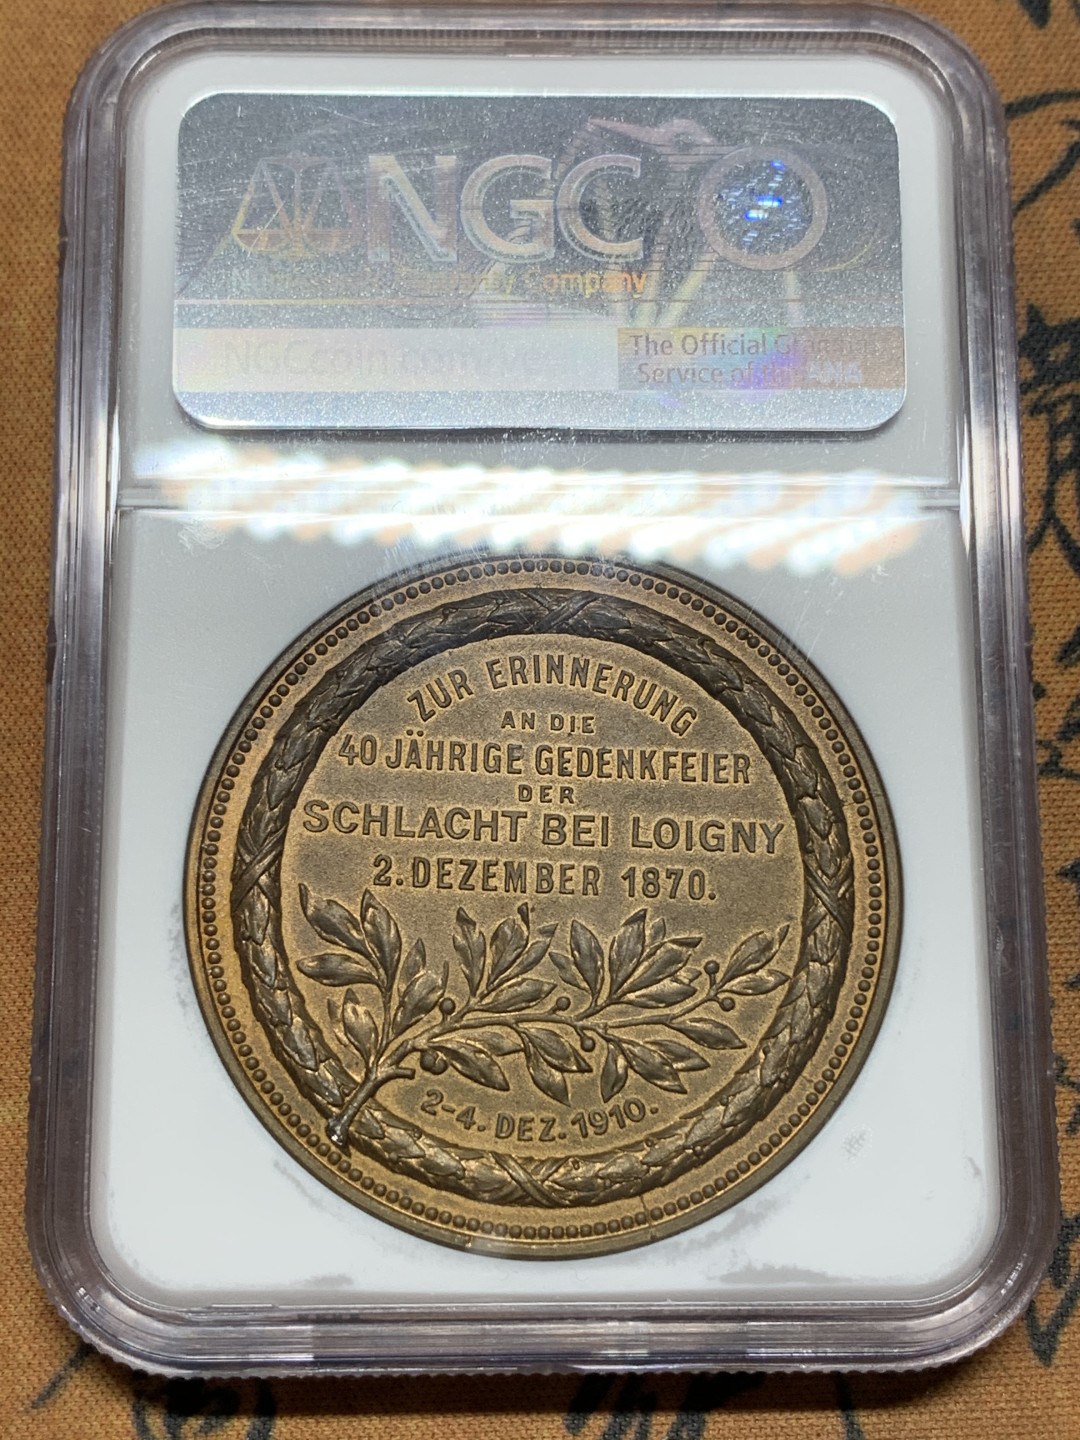 NGC
Company
The Official
Service of the
ZUR ERINNERUNG
AN DIE
40 JÄHRIGE GEDENKFEIER
DER
SCHLACHT BEI LOIGNY
2. DEZEMBER 1870.
2-4. DEZ. 1910.